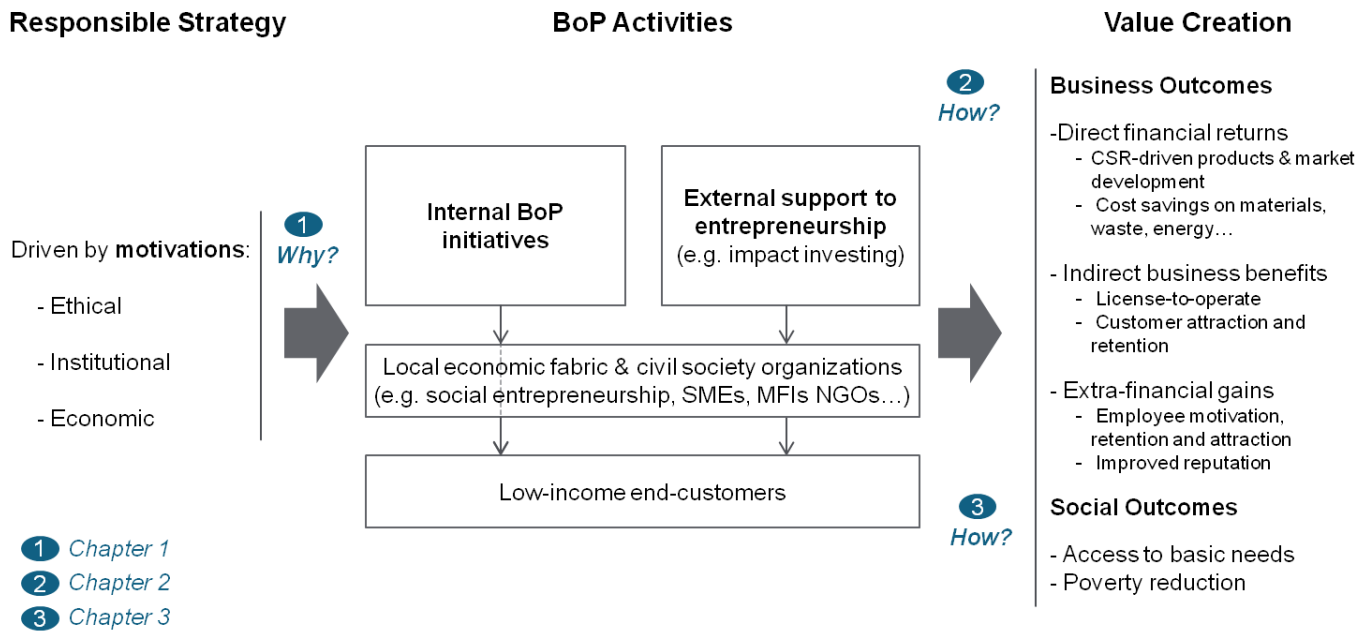 Responsible Strategy
BoP Activities
Value Creation
Driven by motivations:
- Ethical
- Institutional
- Economic
1
Why?
Internal BoP
initiatives
External support to
entrepreneurship
(e.g. impact investing)
Local economic fabric & civil society organizations
(e.g. social entrepreneurship, SMEs, MFIs NGOs…)
Low-income end-customers
2
How?
3
How?
Business Outcomes
-Direct financial returns
- CSR-driven products & market
development
- Cost savings on materials,
waste, energy…
- Indirect business benefits
- License-to-operate
- Customer attraction and
retention
- Extra-financial gains
- Employee motivation,
retention and attraction
- Improved reputation
Social Outcomes
- Access to basic needs
- Poverty reduction
1 Chapter 1
2 Chapter 2
3 Chapter 3